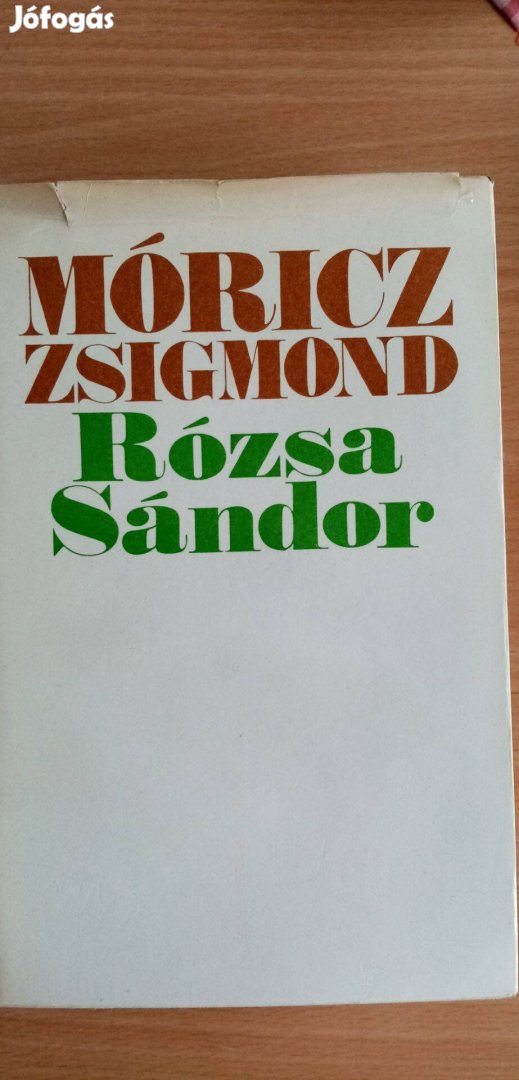 Jófogás
MÓRICZ
ZSIGMOND
Rózsa
Sándor